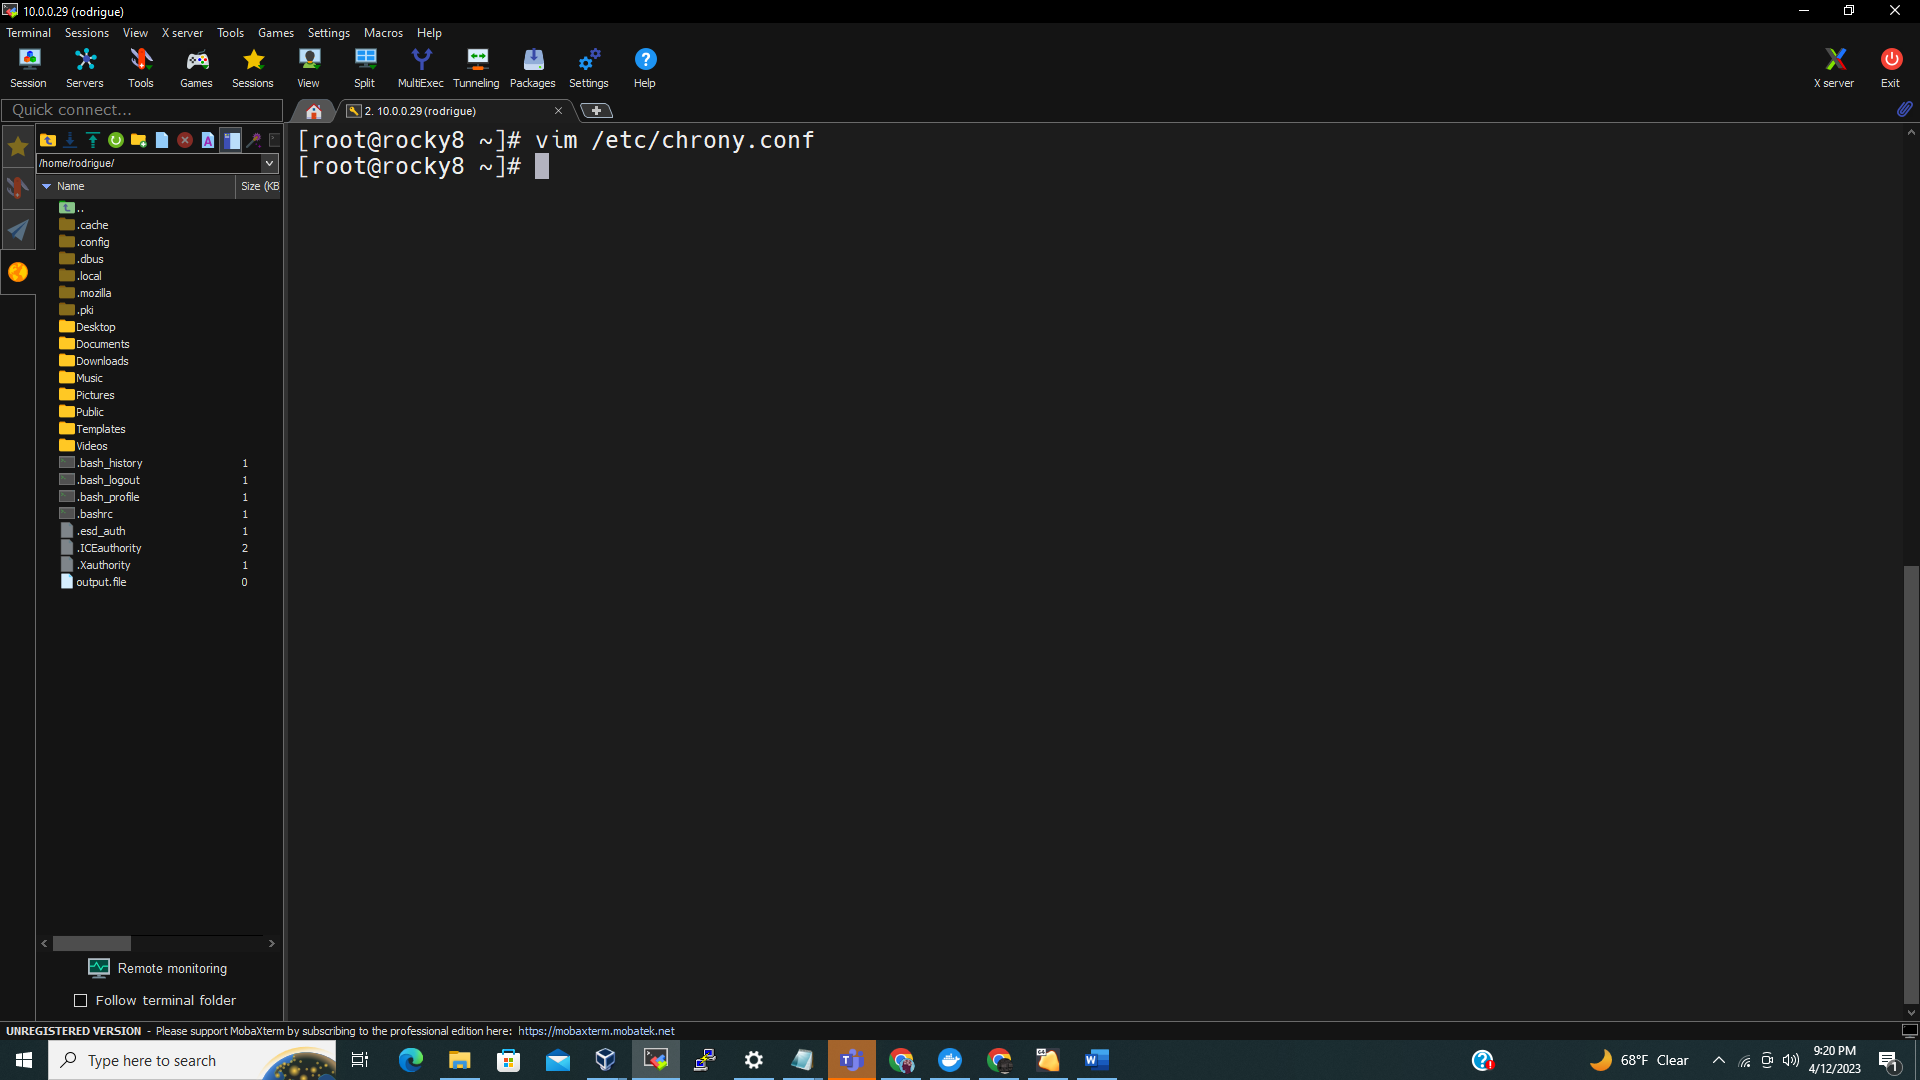 10.0.0.29 (rodrigue)
Terminal Sessions View X server Tools Games Settings Macros Help
Session Servers Tools Games Sessions View Split MultiExec Tunneling Packages Settings Help X server Exit
Quick connect...
2. 10.0.0.29 (rodrigue)
[root@rocky8 ~]# vim /etc/chrony.conf
[root@rocky8 ~]#
/home/rodrigue/
Name Size (KB
..
.cache
.config
.dbus
.local
.mozilla
.pki
Desktop
Documents
Downloads
Music
Pictures
Public
Templates
Videos
.bash_history 1
.bash_logout 1
.bash_profile 1
.bashrc 1
.esd_auth 1
.ICEauthority 2
.Xauthority 1
output.file 0
Remote monitoring
Follow terminal folder
UNREGISTERED VERSION - Please support MobaXterm by subscribing to the professional edition here: https://mobaxterm.mobatek.net
Type here to search
68°F Clear
9:20 PM
4/12/2023
1